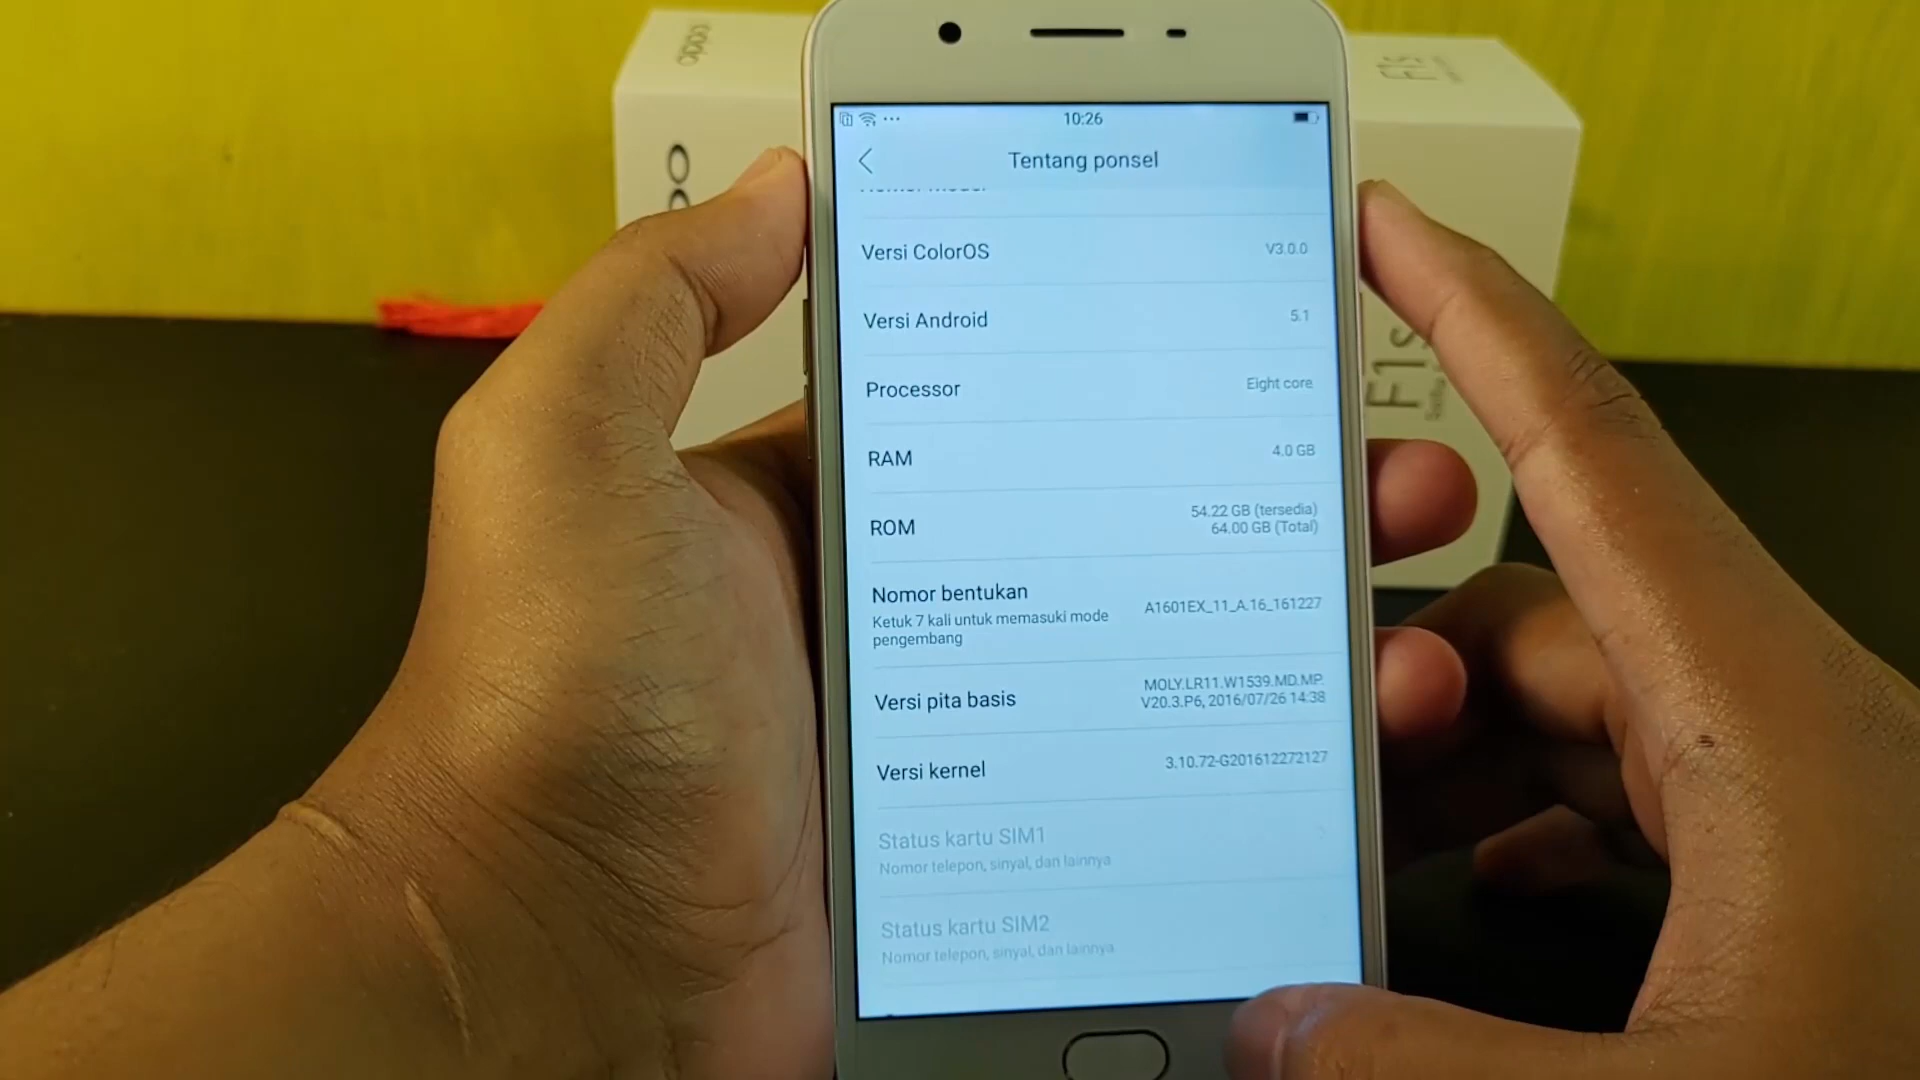 oppo
F1s
10:26
Tentang ponsel
Versi ColorOS
V3.0.0
Versi Android
5.1
Processor
Eight core
RAM
4.0 GB
ROM
54.22 GB (tersedia)
64.00 GB (Total)
Nomor bentukan
Ketuk 7 kali untuk memasuki mode
pengembang
A1601EX_11_A.16_161227
Versi pita basis
MOLY.LR11.W1539.MD.MP.
V20.3.P6, 2016/07/26 14:38
Versi kernel
3.10.72-G201612272127
Status kartu SIM1
Nomor telepon, sinyal, dan lainnya
Status kartu SIM2
Nomor telepon, sinyal, dan lainnya
F1s